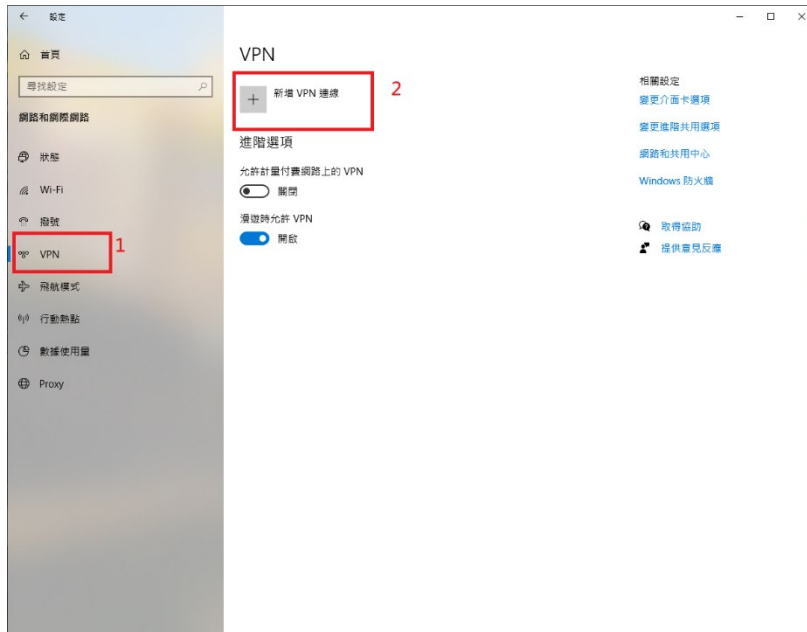 設定
首頁
尋找設定
網路和網際網路
狀態
Wi-Fi
撥號
VPN
1
飛航模式
行動熱點
數據使用量
Proxy
VPN
新增 VPN 連線
2
進階選項
允許計量付費網路上的 VPN
關閉
漫遊時允許 VPN
開啟
相關設定
變更介面卡選項
變更進階共用選項
網路和共用中心
Windows 防火牆
取得協助
提供意見反應